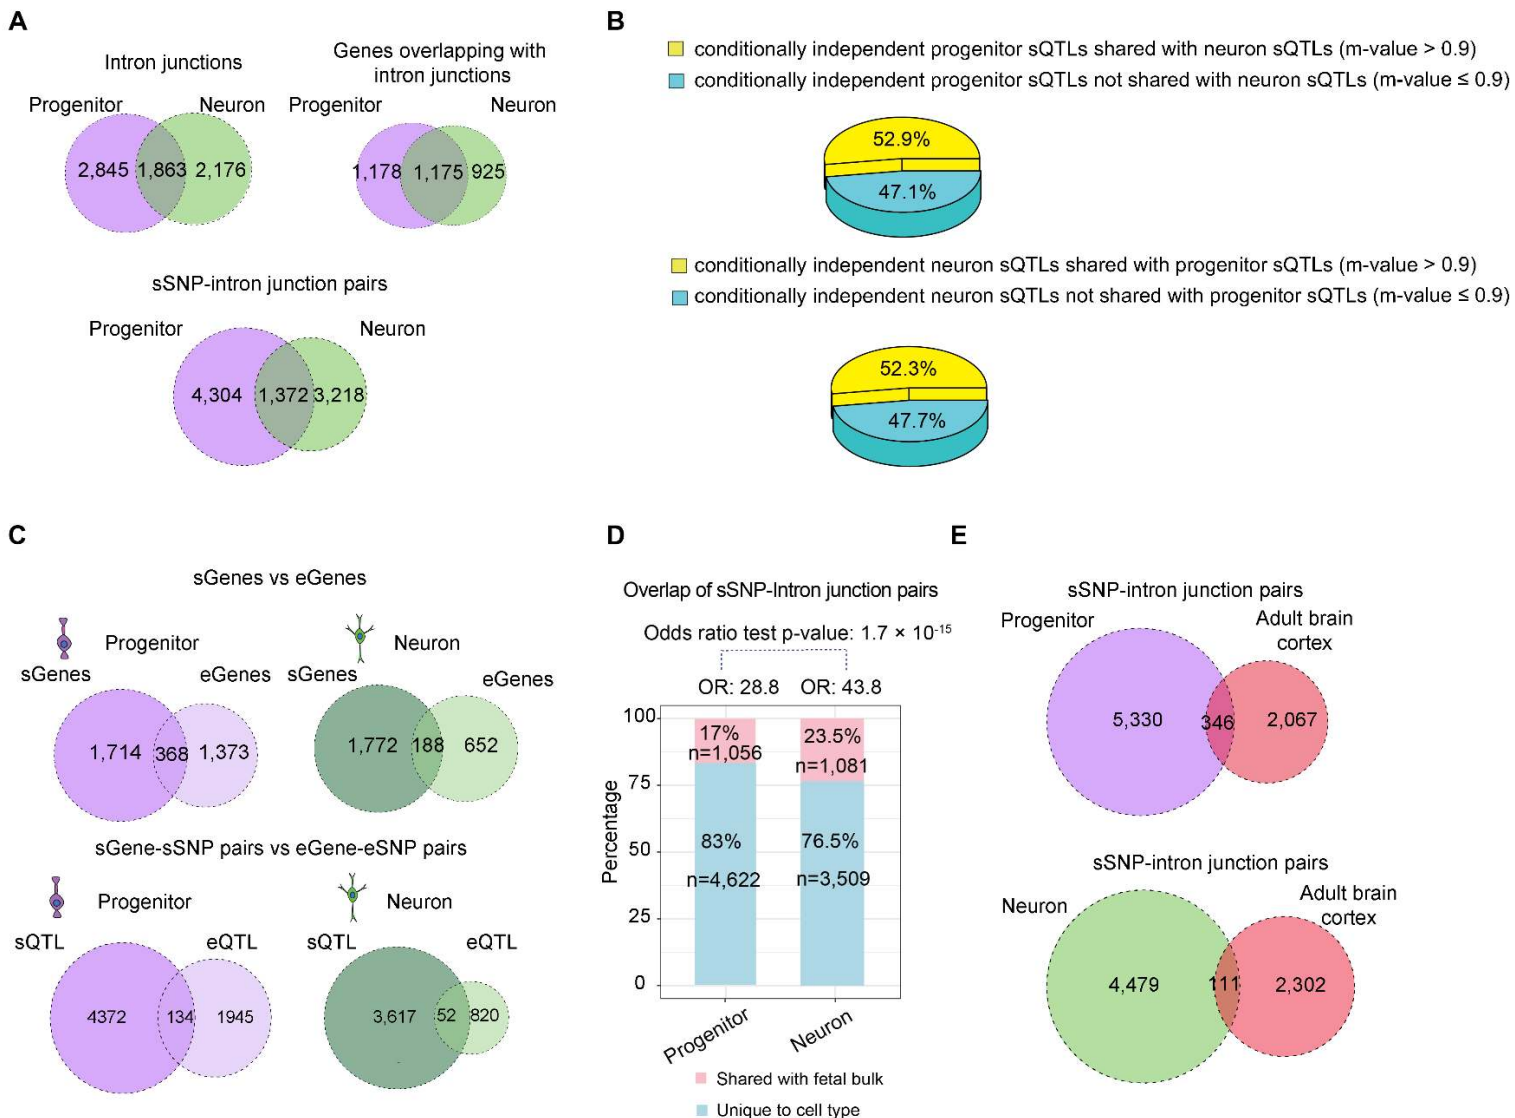 A
Intron junctions
Progenitor
Neuron
2,845
1,863
2,176
Genes overlapping with
intron junctions
Progenitor
Neuron
1,178
1,175
925
sSNP-intron junction pairs
Progenitor
Neuron
4,304
1,372
3,218
B
conditionally independent progenitor sQTLs shared with neuron sQTLs (m-value > 0.9)
conditionally independent progenitor sQTLs not shared with neuron sQTLs (m-value ≤ 0.9)
52.9%
47.1%
conditionally independent neuron sQTLs shared with progenitor sQTLs (m-value > 0.9)
conditionally independent neuron sQTLs not shared with progenitor sQTLs (m-value ≤ 0.9)
52.3%
47.7%
C
sGenes vs eGenes
Progenitor
sGenes
eGenes
1,714
368
1,373
Neuron
sGenes
eGenes
1,772
188
652
sGene-sSNP pairs vs eGene-eSNP pairs
Progenitor
sQTL
eQTL
4372
134
1945
Neuron
sQTL
eQTL
3,617
52
820
D
Overlap of sSNP-Intron junction pairs
Odds ratio test p-value: 1.7 × 10⁻¹⁵
OR: 28.8
OR: 43.8
Percentage
100
75
50
25
0
17%
n=1,056
83%
n=4,622
23.5%
n=1,081
76.5%
n=3,509
Progenitor
Neuron
Shared with fetal bulk
Unique to cell type
E
sSNP-intron junction pairs
Progenitor
Adult brain
cortex
5,330
346
2,067
sSNP-intron junction pairs
Neuron
Adult brain
cortex
4,479
111
2,302